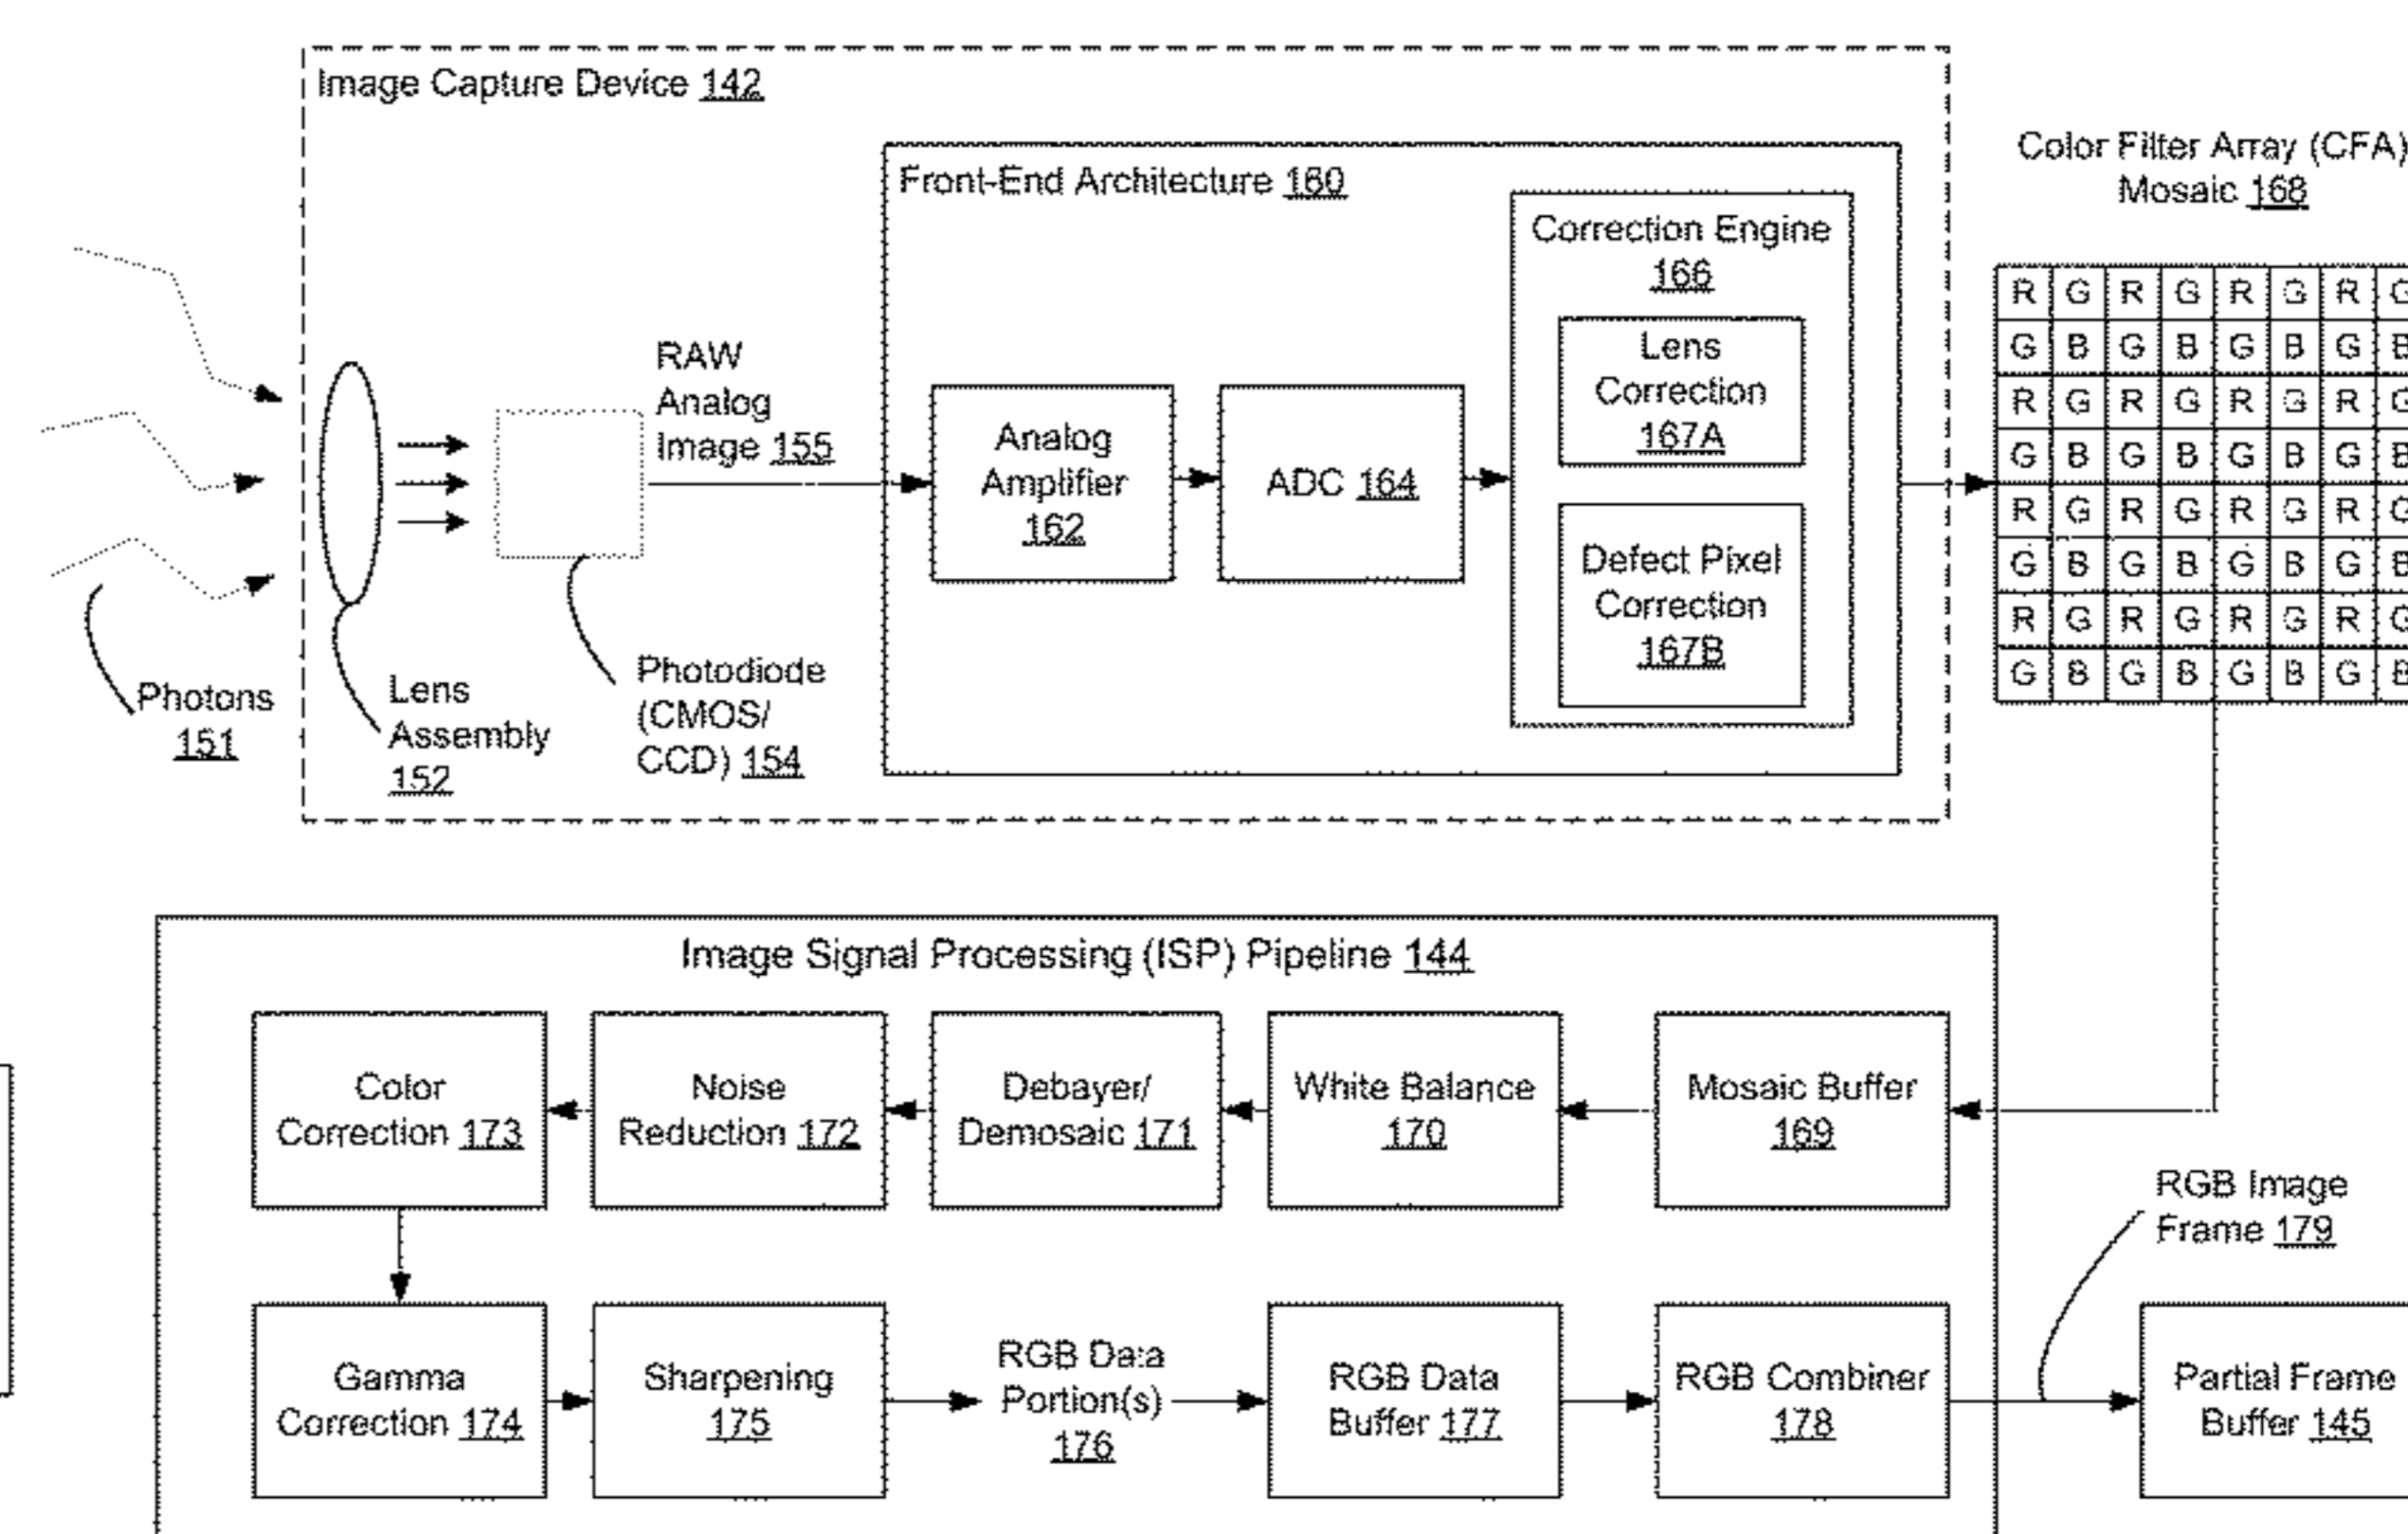 Image Capture Device 142
Front-End Architecture 160
Color Filter Array (CFA)
Mosaic 168
Correction Engine
166
Lens
Correction
167A
Defect Pixel
Correction
167B
RAW
Analog
Image 155
Analog
Amplifier
162
ADC 164
Photons
151
Lens
Assembly
152
Photodiode
(CMOS/
CCD) 154
R G R G R G R G
G B G B G B G B
R G R G R G R G
G B G B G B G B
R G R G R G R G
G B G B G B G B
R G R G R G R G
G B G B G B G B
Image Signal Processing (ISP) Pipeline 144
Color
Correction 173
Noise
Reduction 172
Debayer/
Demosaic 171
White Balance
170
Mosaic Buffer
169
RGB Image
Frame 179
Gamma
Correction 174
Sharpening
175
RGB Data
Portion(s)
176
RGB Data
Buffer 177
RGB Combiner
178
Partial Frame
Buffer 145